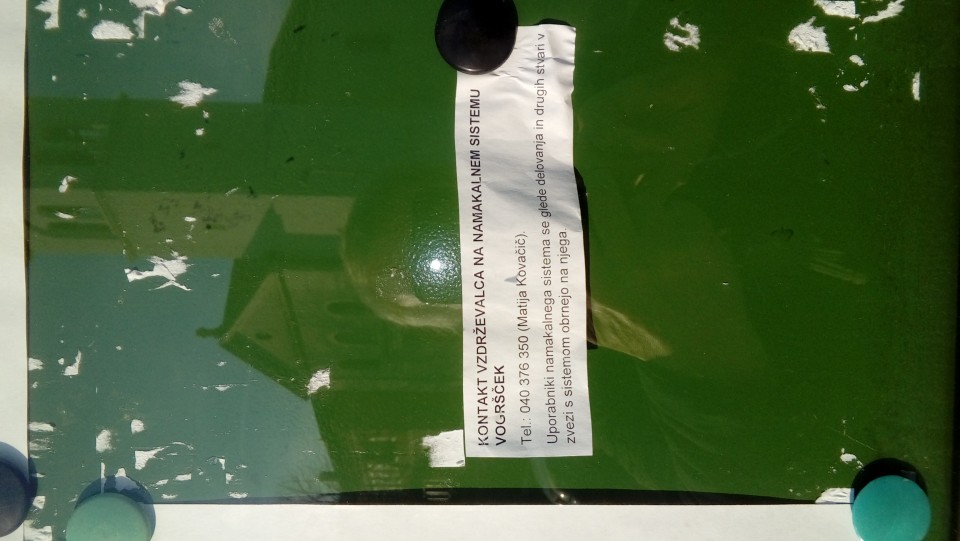 KONTAKT VZDRŽEVALCA NA NAMAKALNEM SISTEMU
VOGRŠČEK
Tel.: 040 376 350 (Matija Kovačič).
Uporabniki namakalnega sistema se glede delovanja in drugih stvari v
zvezi s sistemom obrnejo na njega